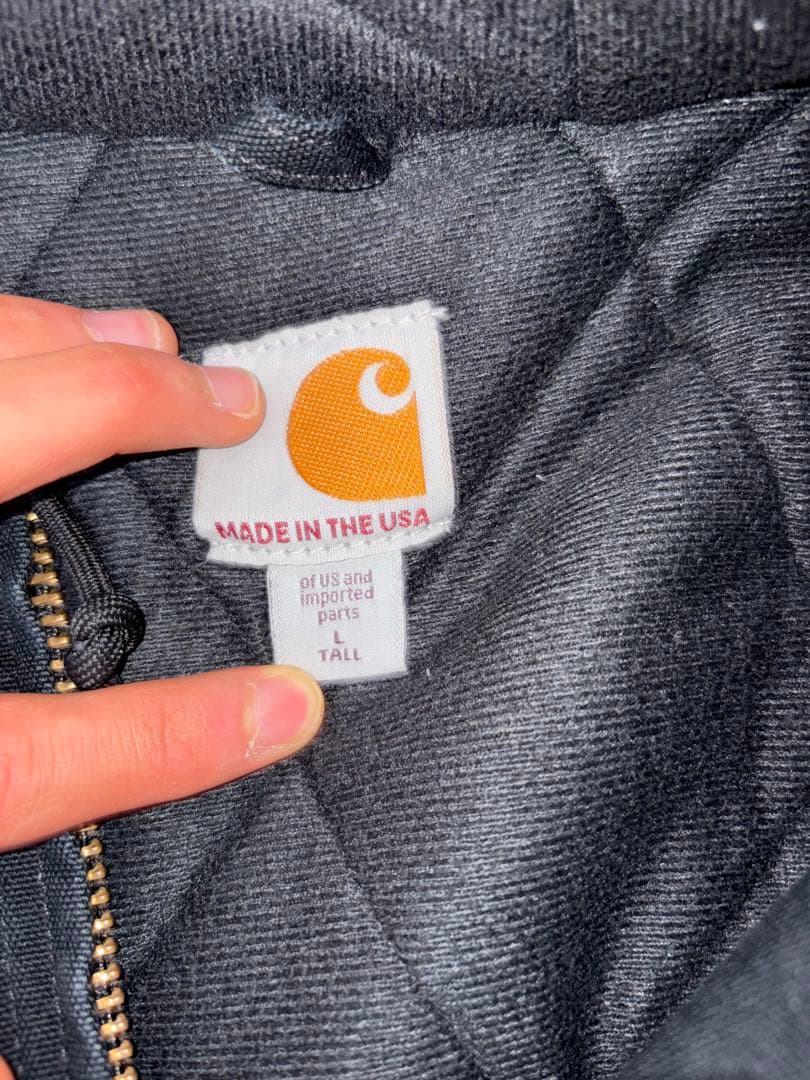 MADE IN THE USA
of US and
imported
parts
L
TALL